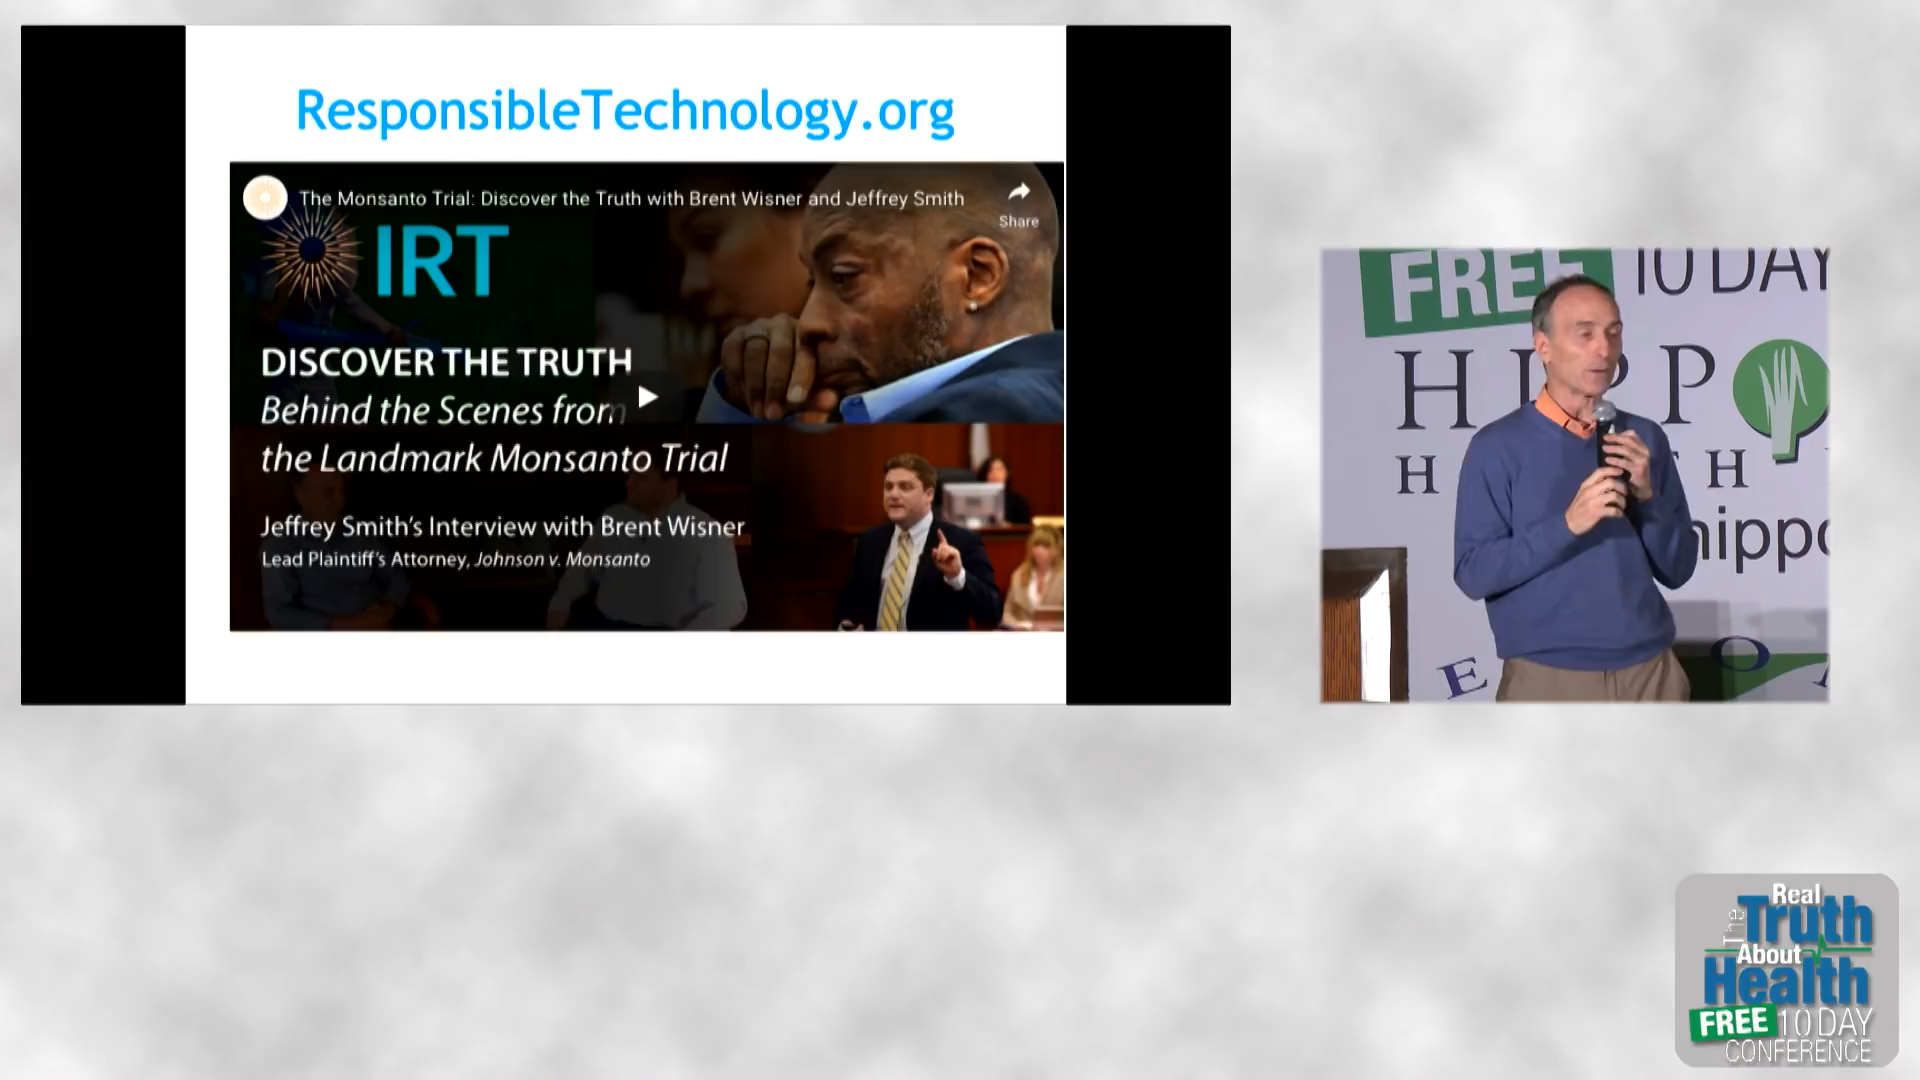 ResponsibleTechnology.org
The Monsanto Trial: Discover the Truth with Brent Wisner and Jeffrey Smith
Share
IRT
DISCOVER THE TRUTH
Behind the Scenes from
the Landmark Monsanto Trial
Jeffrey Smith's Interview with Brent Wisner
Lead Plaintiff's Attorney, Johnson v. Monsanto
FREE 10 DAY
HIPP
H TH
hippo
E O
The Real
Truth
About
Health
FREE 10 DAY
CONFERENCE